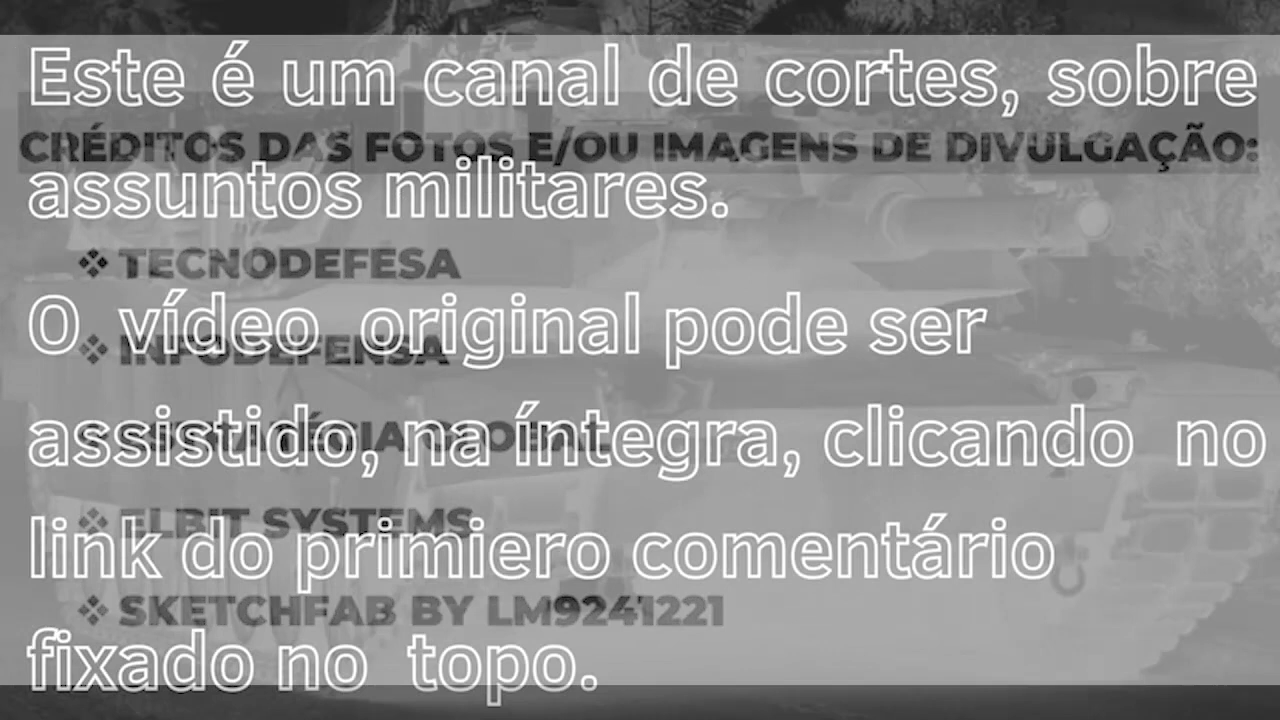 Este é um canal de cortes, sobre
CRÉDITOS DAS FOTOS E/OU IMAGENS DE DIVULGAÇÃO:
assuntos militares.
❖ TECNODEFESA
O vídeo original pode ser
❖ INFODEFENSA
assistido, na íntegra, clicando no
❖ ESTRATÉGIA GLOBAL
❖ ELBIT SYSTEMS
link do primiero comentário
❖ SKETCHFAB BY LM9241221
fixado no topo.